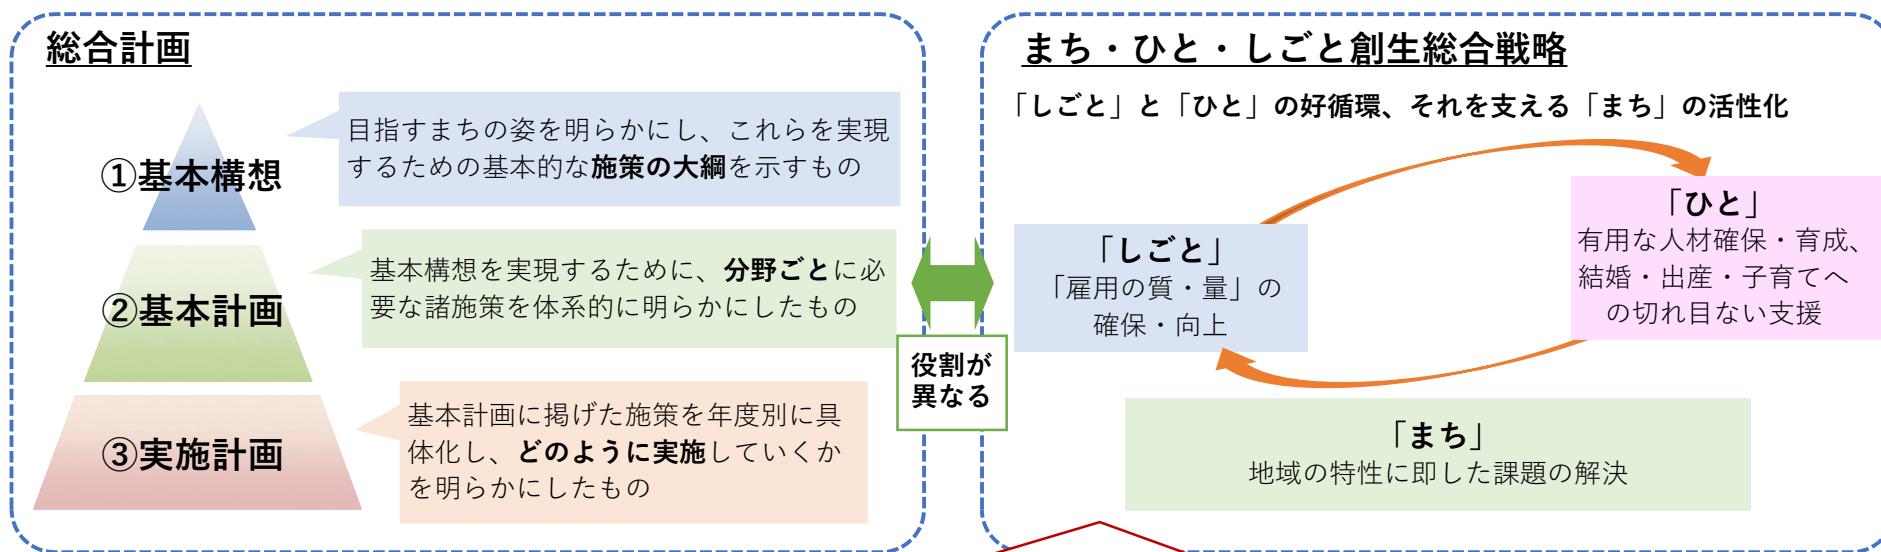 総合計画
①基本構想
目指すまちの姿を明らかにし、これらを実現
するための基本的な施策の大綱を示すもの
②基本計画
基本構想を実現するために、分野ごとに必
要な諸施策を体系的に明らかにしたもの
③実施計画
基本計画に掲げた施策を年度別に具
体化し、どのように実施していくか
を明らかにしたもの
役割が
異なる
まち・ひと・しごと創生総合戦略
「しごと」と「ひと」の好循環、それを支える「まち」の活性化
「しごと」
「雇用の質・量」の
確保・向上
「ひと」
有用な人材確保・育成、
結婚・出産・子育てへ
の切れ目ない支援
「まち」
地域の特性に即した課題の解決